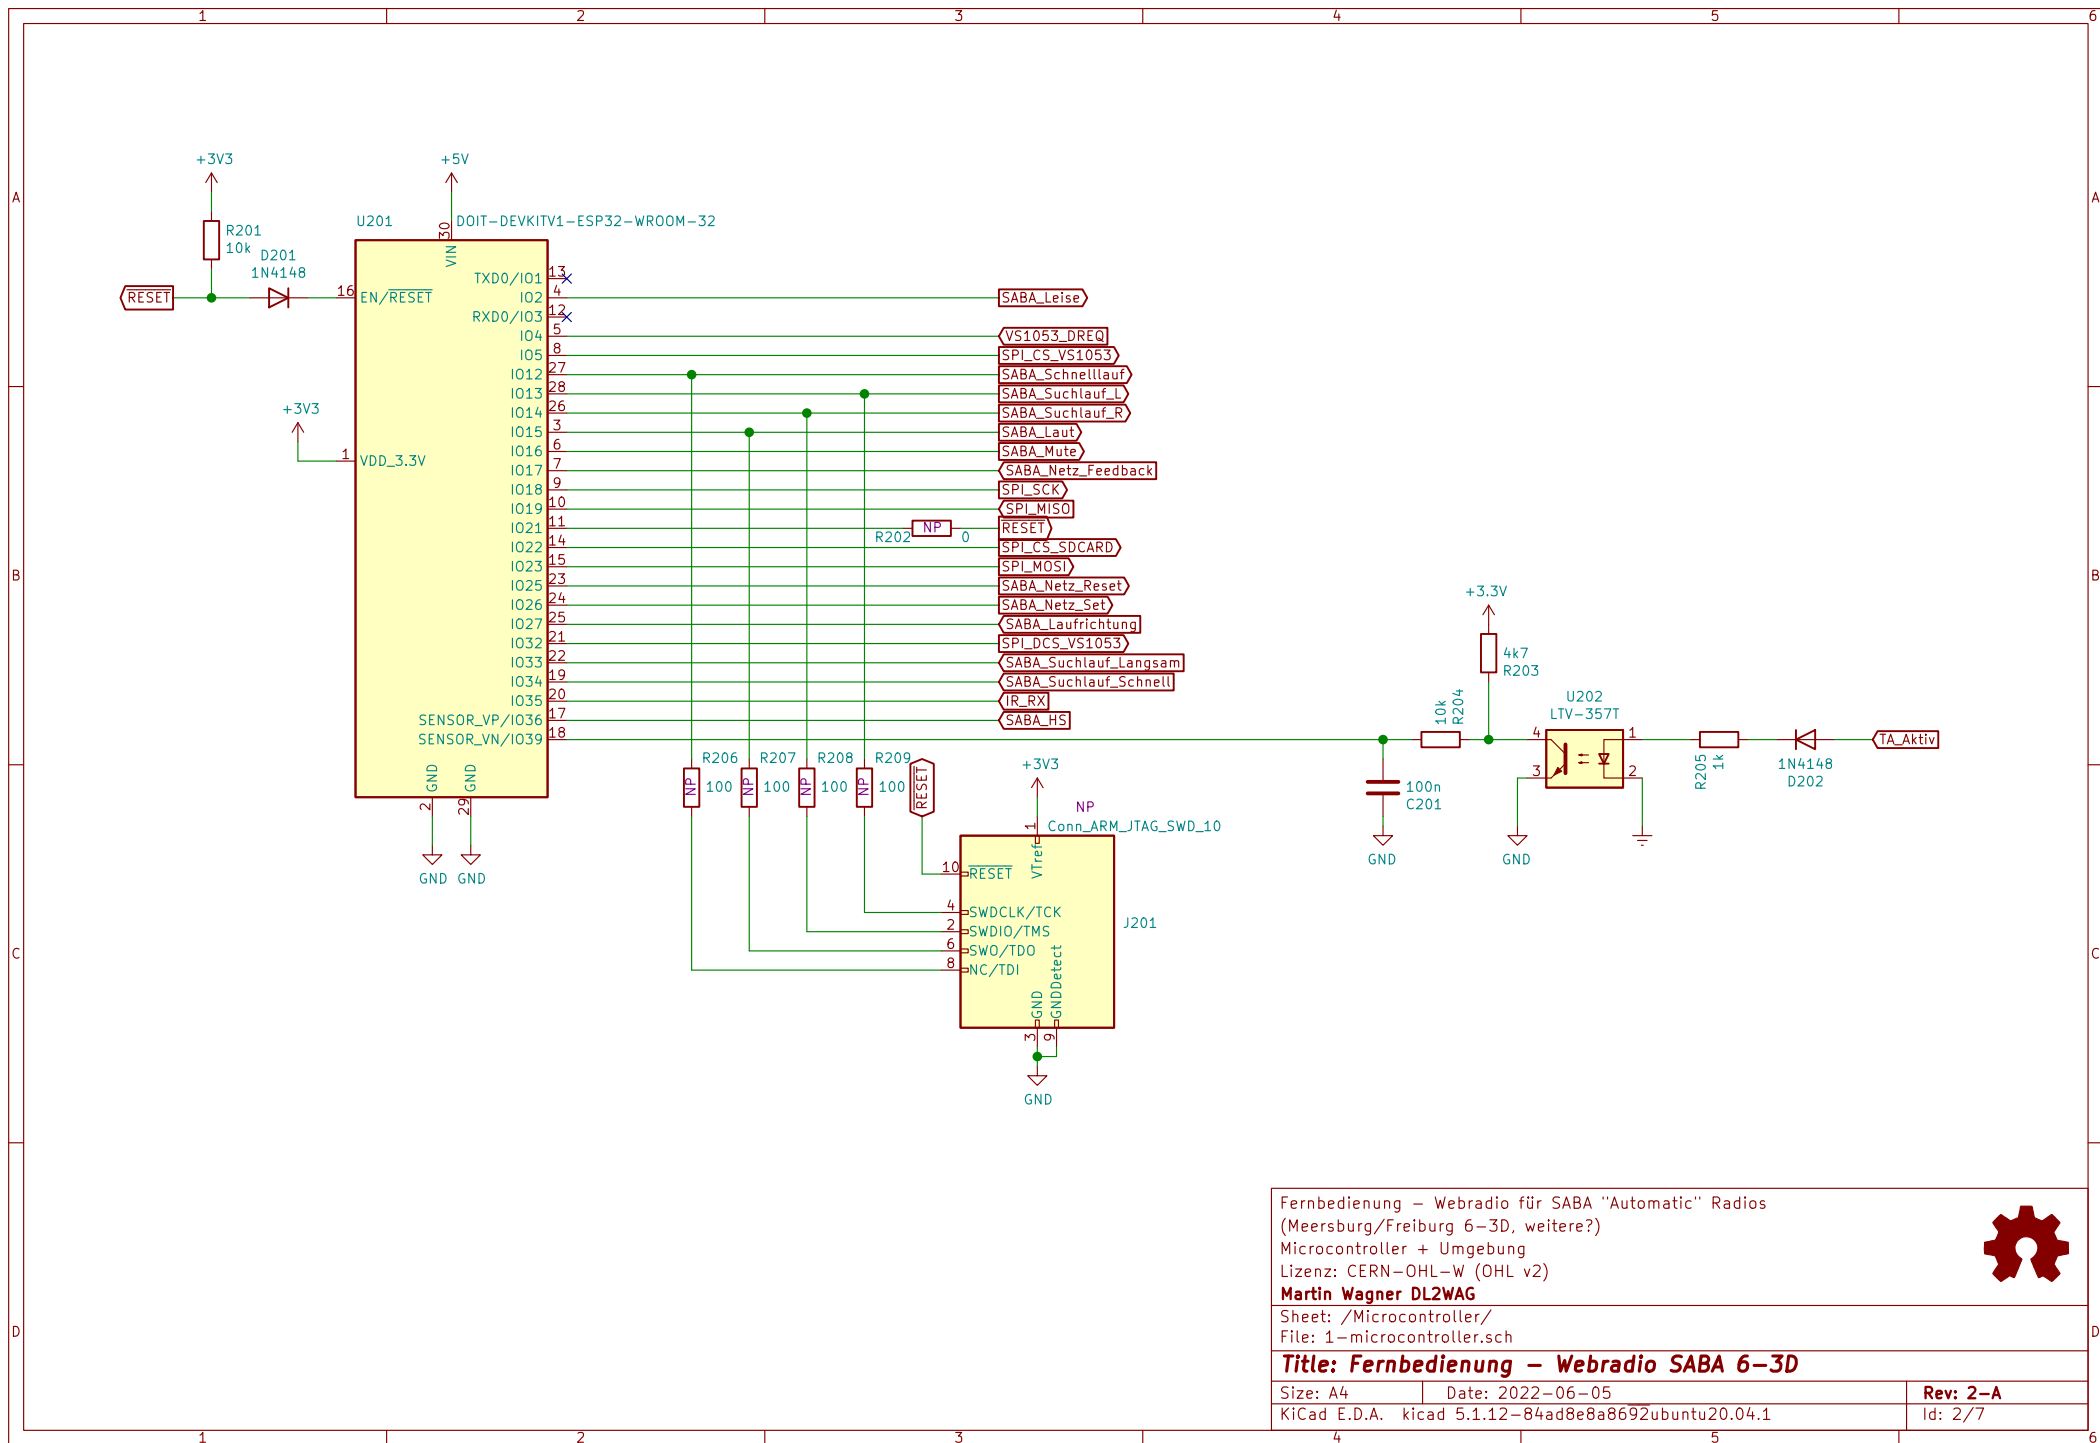 1 2 3 4 5 6
A A
B B
C C
D D
+3V3
R201
10k
D201
1N4148
RESET
+5V
U201
DOIT-DEVKITV1-ESP32-WROOM-32
30
VIN
16
EN/RESET
+3V3
1
VDD_3.3V
TXD0/IO1 13
IO2 4 SABA_Leise
RXD0/IO3 12
IO4 5 VS1053_DREQ
IO5 8 SPI_CS_VS1053
IO12 27 SABA_Schnelllauf
IO13 28 SABA_Suchlauf_L
IO14 26 SABA_Suchlauf_R
IO15 3 SABA_Laut
IO16 6 SABA_Mute
IO17 7 SABA_Netz_Feedback
IO18 9 SPI_SCK
IO19 10 SPI_MISO
IO21 11 NP RESET
R202 0
IO22 14 SPI_CS_SDCARD
IO23 15 SPI_MOSI
IO25 23 SABA_Netz_Reset
IO26 24 SABA_Netz_Set
IO27 25 SABA_Laufrichtung
IO32 21 SPI_DCS_VS1053
IO33 22 SABA_Suchlauf_Langsam
IO34 19 SABA_Suchlauf_Schnell
IO35 20 IR_RX
SENSOR_VP/IO36 17 SABA_HS
SENSOR_VN/IO39 18
GND GND
2 29
GND GND
R206 R207 R208 R209
NP 100 NP 100 NP 100 NP 100
RESET
+3V3
NP
1
Conn_ARM_JTAG_SWD_10
VTref
10 RESET
4 SWDCLK/TCK
2 SWDIO/TMS
6 SWO/TDO
8 NC/TDI
J201
GND
GNDDetect
3 9
GND
+3.3V
4k7
R203
10k
R204
100n
C201
GND
U202
LTV-357T
4 1
3 2
GND
R205
1k
1N4148
D202
TA_Aktiv
Fernbedienung - Webradio für SABA "Automatic" Radios
(Meersburg/Freiburg 6-3D, weitere?)
Microcontroller + Umgebung
Lizenz: CERN-OHL-W (OHL v2)
Martin Wagner DL2WAG
Sheet: /Microcontroller/
File: 1-microcontroller.sch
Title: Fernbedienung - Webradio SABA 6-3D
Size: A4 Date: 2022-06-05 Rev: 2-A
KiCad E.D.A. kicad 5.1.12-84ad8e8a8692ubuntu20.04.1 Id: 2/7
1 2 3 4 5 6